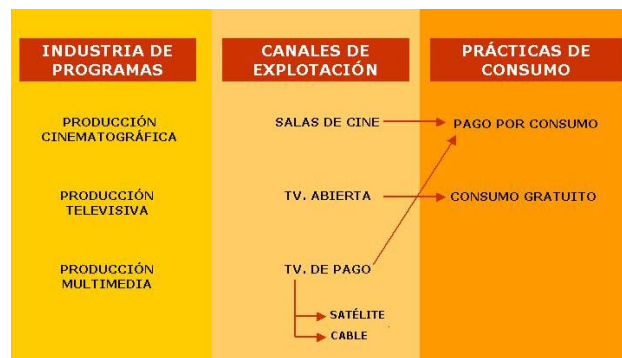 INDUSTRIA DE
PROGRAMAS
PRODUCCIÓN
CINEMATOGRÁFICA
PRODUCCIÓN
TELEVISIVA
PRODUCCIÓN
MULTIMEDIA
CANALES DE
EXPLOTACIÓN
SALAS DE CINE
TV. ABIERTA
TV. DE PAGO
SATÉLITE
CABLE
PRÁCTICAS DE
CONSUMO
PAGO POR CONSUMO
CONSUMO GRATUITO